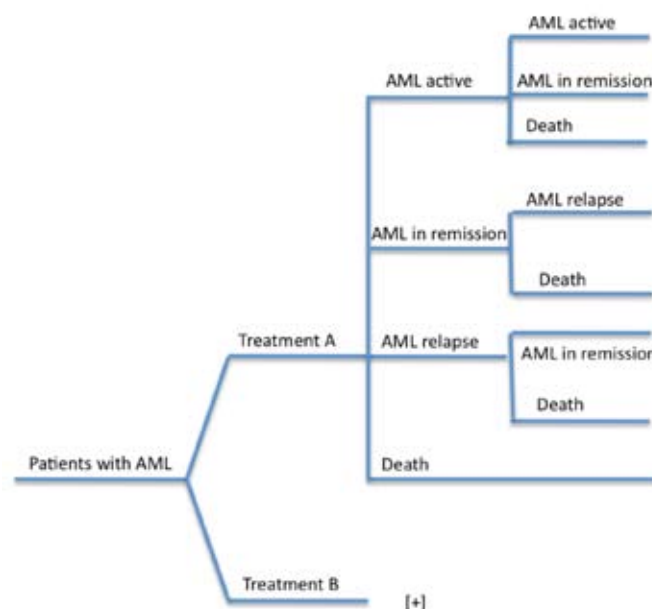 AML active
AML active
AML in remission
Death
AML relapse
AML in remission
Death
Treatment A
AML relapse
AML in remission
Death
Patients with AML
Death
Treatment B
[+]